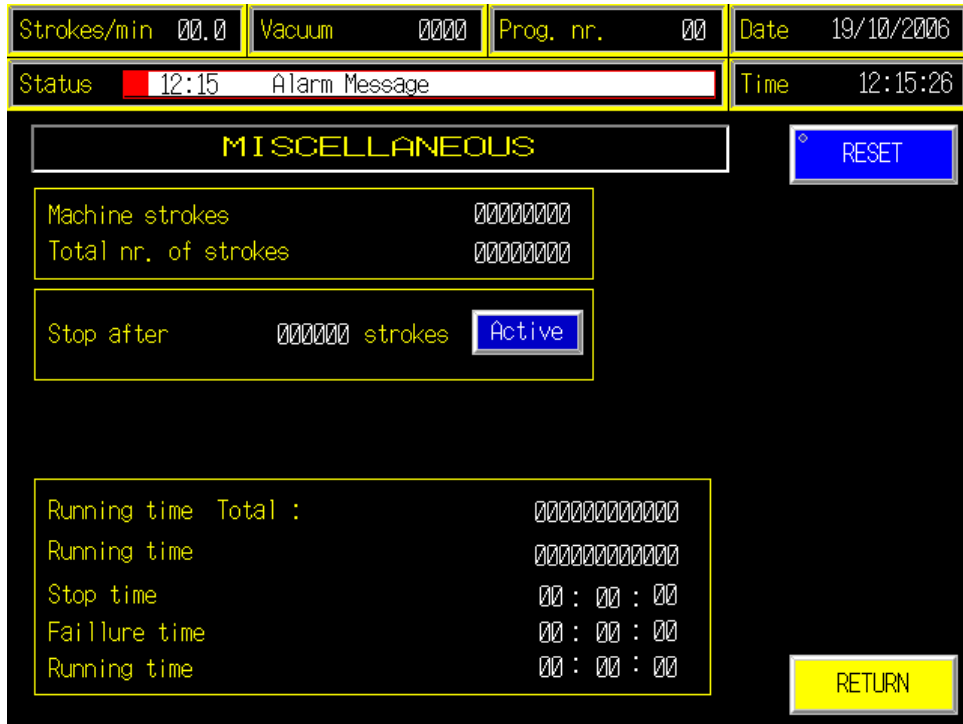 Strokes/min 00.0 Vacuum 0000 Prog. nr. 00 Date 19/10/2006
Status 12:15 Alarm Message Time 12:15:26
MISCELLANEOUS
RESET
Machine strokes 00000000
Total nr. of strokes 00000000
Stop after 000000 strokes Active
Running time Total : 000000000000
Running time 000000000000
Stop time 00 : 00 : 00
Faillure time 00 : 00 : 00
Running time 00 : 00 : 00
RETURN